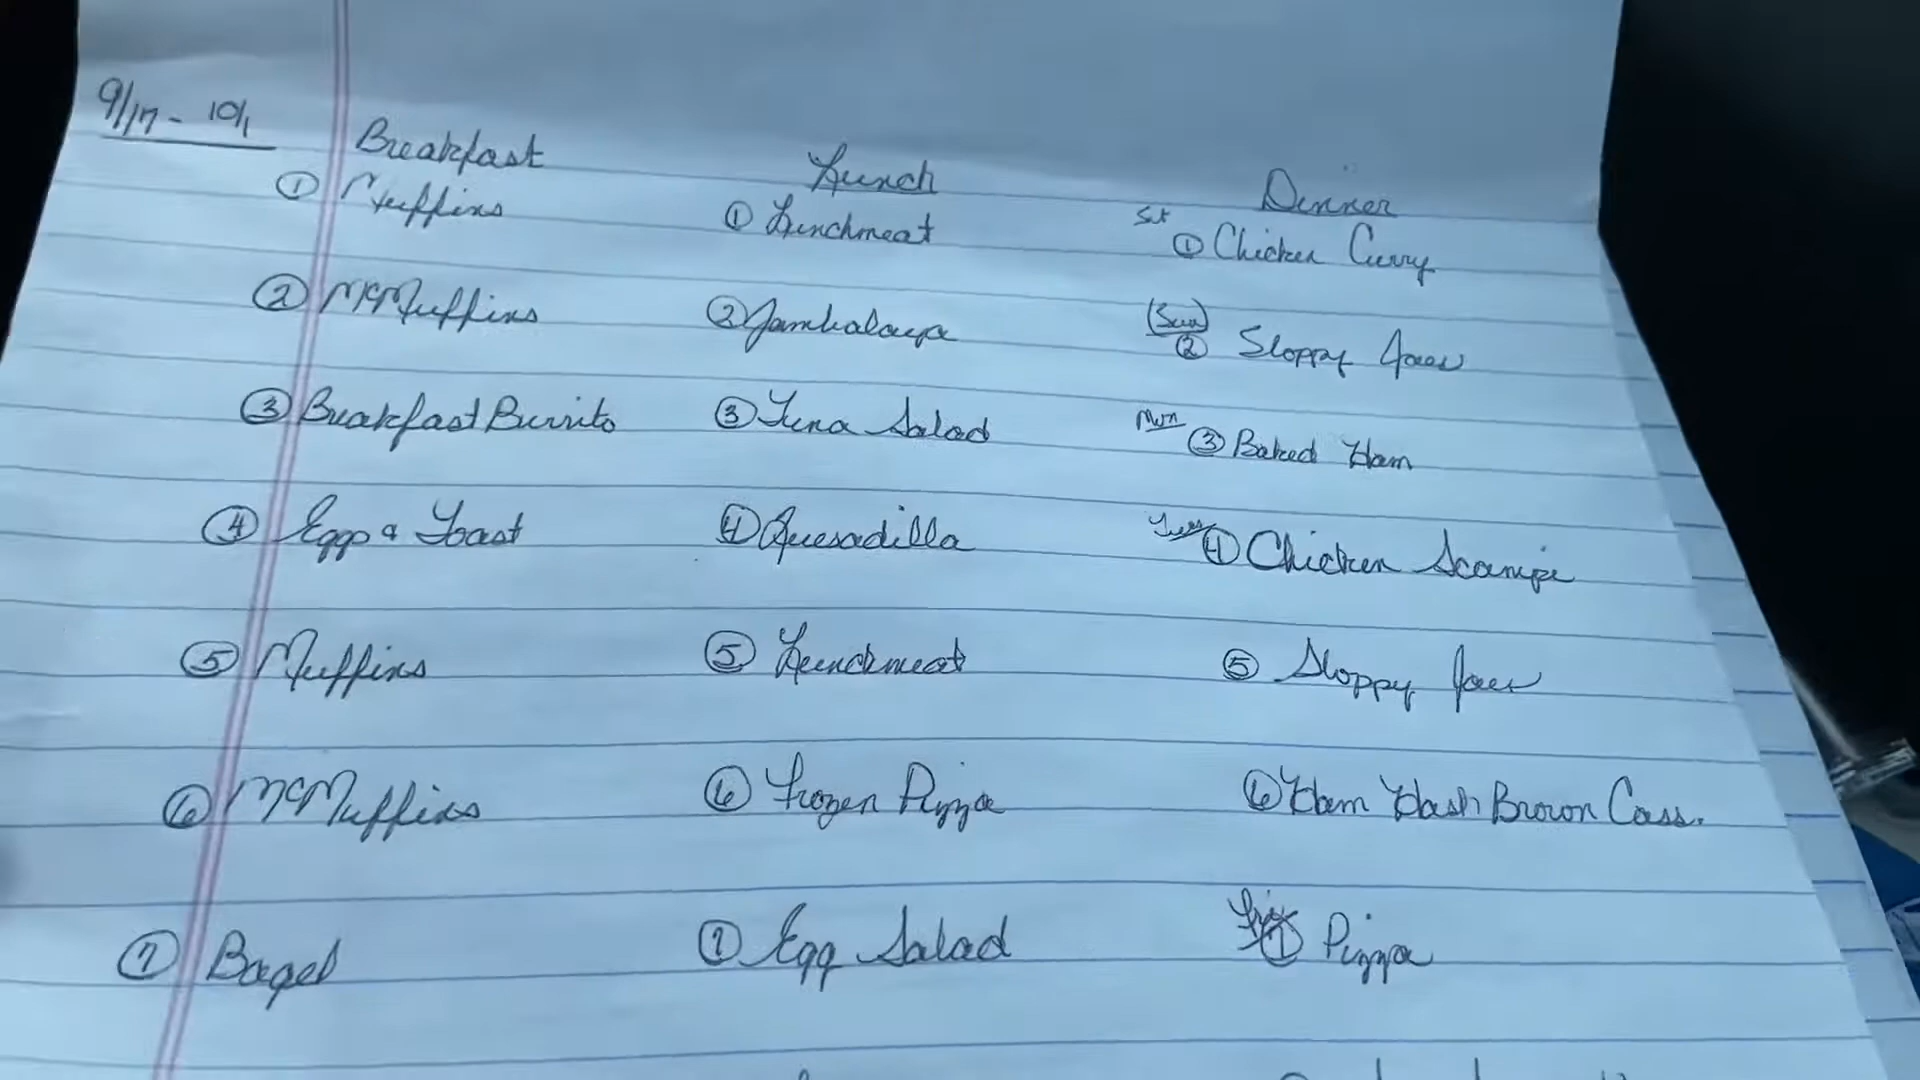 9/17 - 10/1
Breakfast Lunch Dinner
① Muffins ① Lunchmeat Sat ① Chicken Curry
② McMuffins ② Jambalaya (Sun) ② Sloppy Joes
③ Breakfast Burrito ③ Tuna Salad Mon ③ Baked Ham
④ Eggs & Toast ④ Quesadilla Tues ④ Chicken Scampi
⑤ Muffins ⑤ Lunchmeat ⑤ Sloppy Joes
⑥ McMuffins ⑥ Frozen Pizza ⑥ Ham Hash Brown Cass.
⑦ Bagel ⑦ Egg Salad ⑦ Pizza